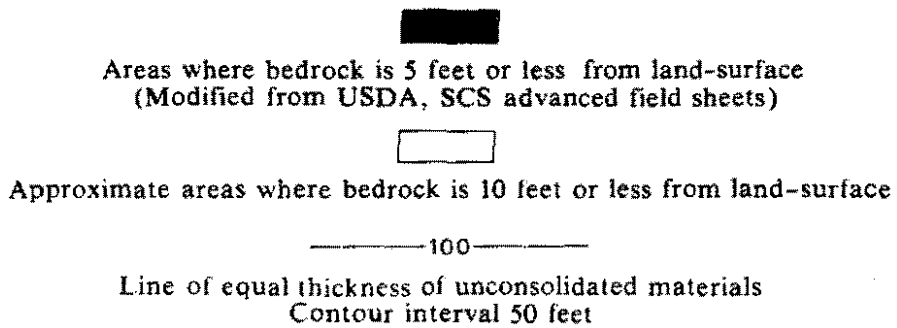 Areas where bedrock is 5 feet or less from land-surface
(Modified from USDA, SCS advanced field sheets)
Approximate areas where bedrock is 10 feet or less from land-surface
100
Line of equal thickness of unconsolidated materials
Contour interval 50 feet